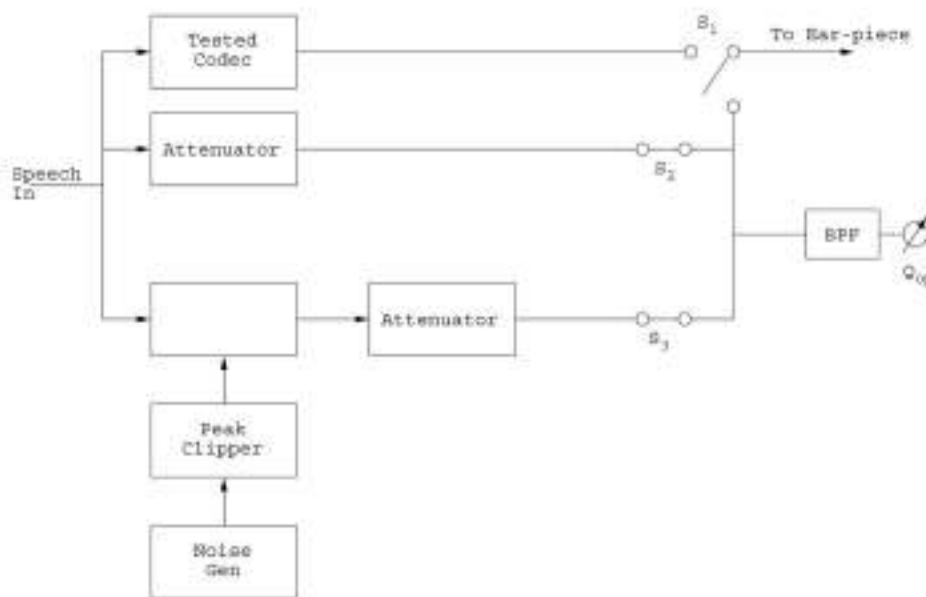 Tested
Codec
S1
To Ear-piece
Attenuator
S2
Speech
In
BPF
Attenuator
S3
Peak
Clipper
Noise
Gen